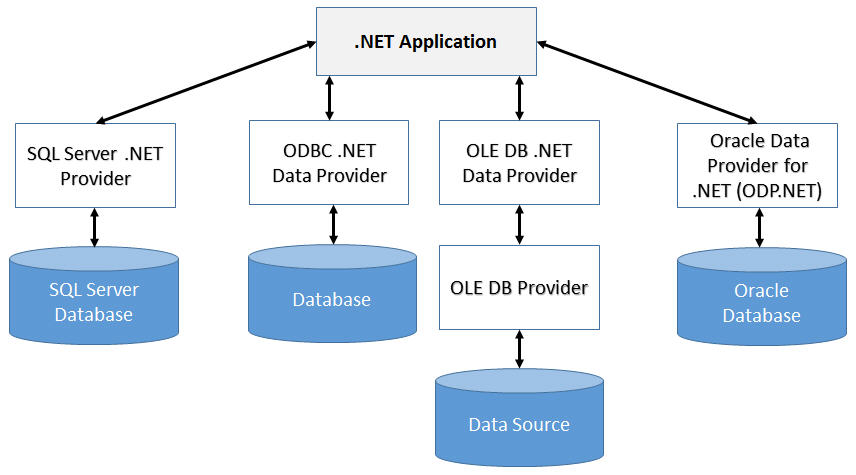 .NET Application
SQL Server .NET
Provider
ODBC .NET
Data Provider
OLE DB .NET
Data Provider
Oracle Data
Provider for
.NET (ODP.NET)
SQL Server
Database
Database
OLE DB Provider
Oracle
Database
Data Source